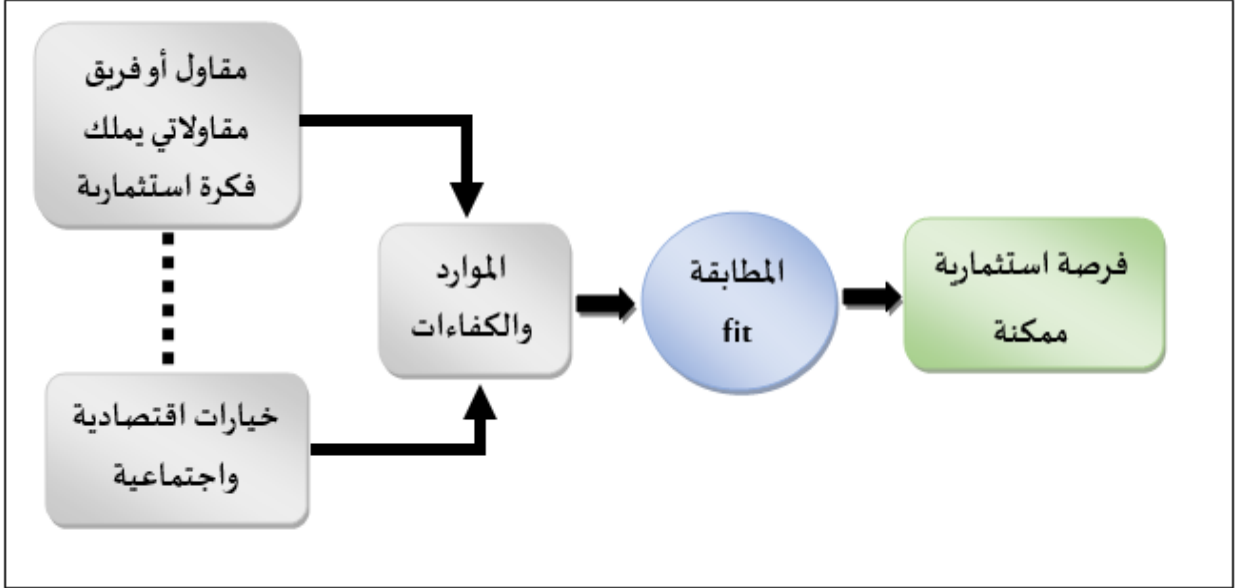 مقاول أو فريق
مقاولاتي يملك
فكرة استثمارية
خيارات اقتصادية
واجتماعية
الموارد
والكفاءات
المطابقة
fit
فرصة استثمارية
ممكنة